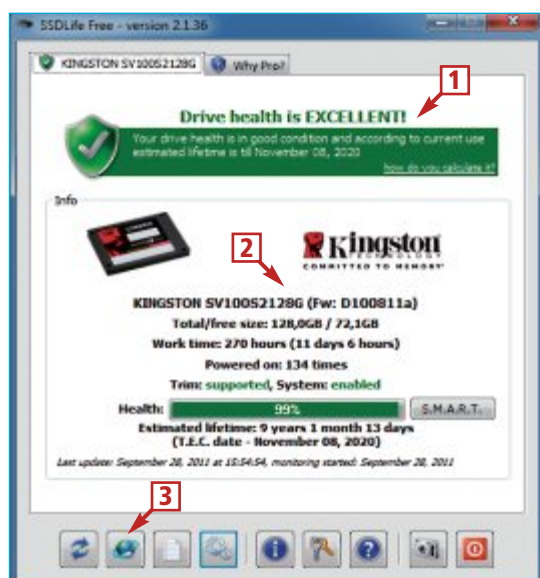 SSDLife Free - version 2.1.36
KINGSTON SV100S2128G Why Pro?
1
Drive health is EXCELLENT!
Your drive health is in good condition and according to current use
estimated lifetime is till November 08, 2020
how do you calculate it?
Info
2
Kingston
TECHNOLOGY
COMMITTED TO MEMORY
KINGSTON SV100S2128G (Fw: D100811a)
Total/free size: 128,0GB / 72,1GB
Work time: 270 hours (11 days 6 hours)
Powered on: 134 times
Trim: supported, System: enabled
Health: 99% S.M.A.R.T.
Estimated lifetime: 9 years 1 month 13 days
(T.E.C. date - November 08, 2020)
Last update: September 28, 2011 at 15:54:54, monitoring started: September 28, 2011
3